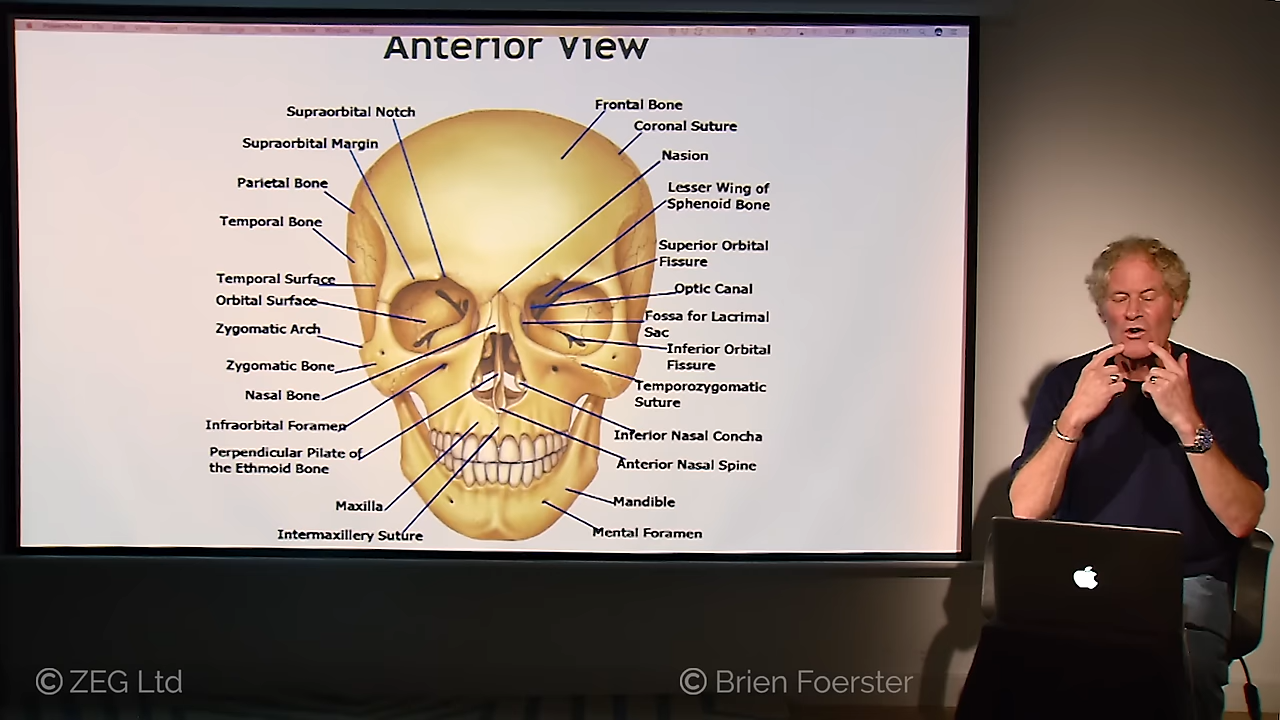 Anterior View
Supraorbital Notch
Supraorbital Margin
Parietal Bone
Temporal Bone
Temporal Surface
Orbital Surface
Zygomatic Arch
Zygomatic Bone
Nasal Bone
Infraorbital Foramen
Perpendicular Pilate of
the Ethmoid Bone
Maxilla
Intermaxillery Suture
Frontal Bone
Coronal Suture
Nasion
Lesser Wing of
Sphenoid Bone
Superior Orbital
Fissure
Optic Canal
Fossa for Lacrimal
Sac
Inferior Orbital
Fissure
Temporozygomatic
Suture
Inferior Nasal Concha
Anterior Nasal Spine
Mandible
Mental Foramen
© ZEG Ltd
© Brien Foerster